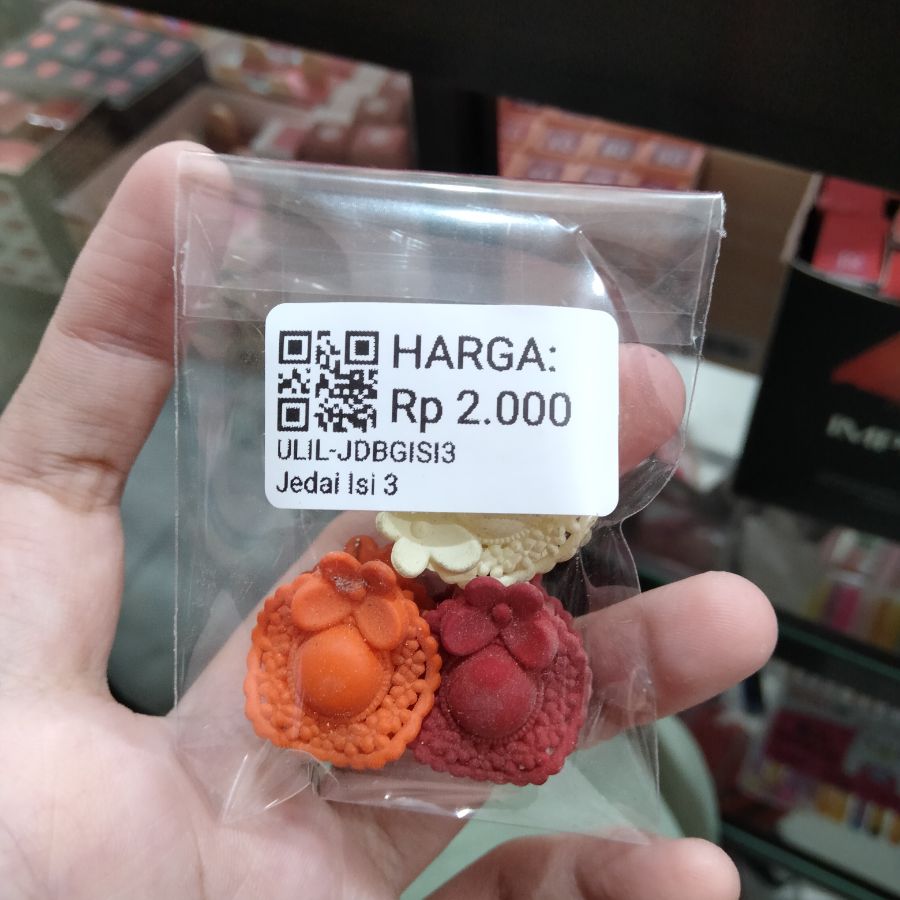 HARGA:
Rp 2.000
ULIL-JDBGISI3
Jedai Isi 3